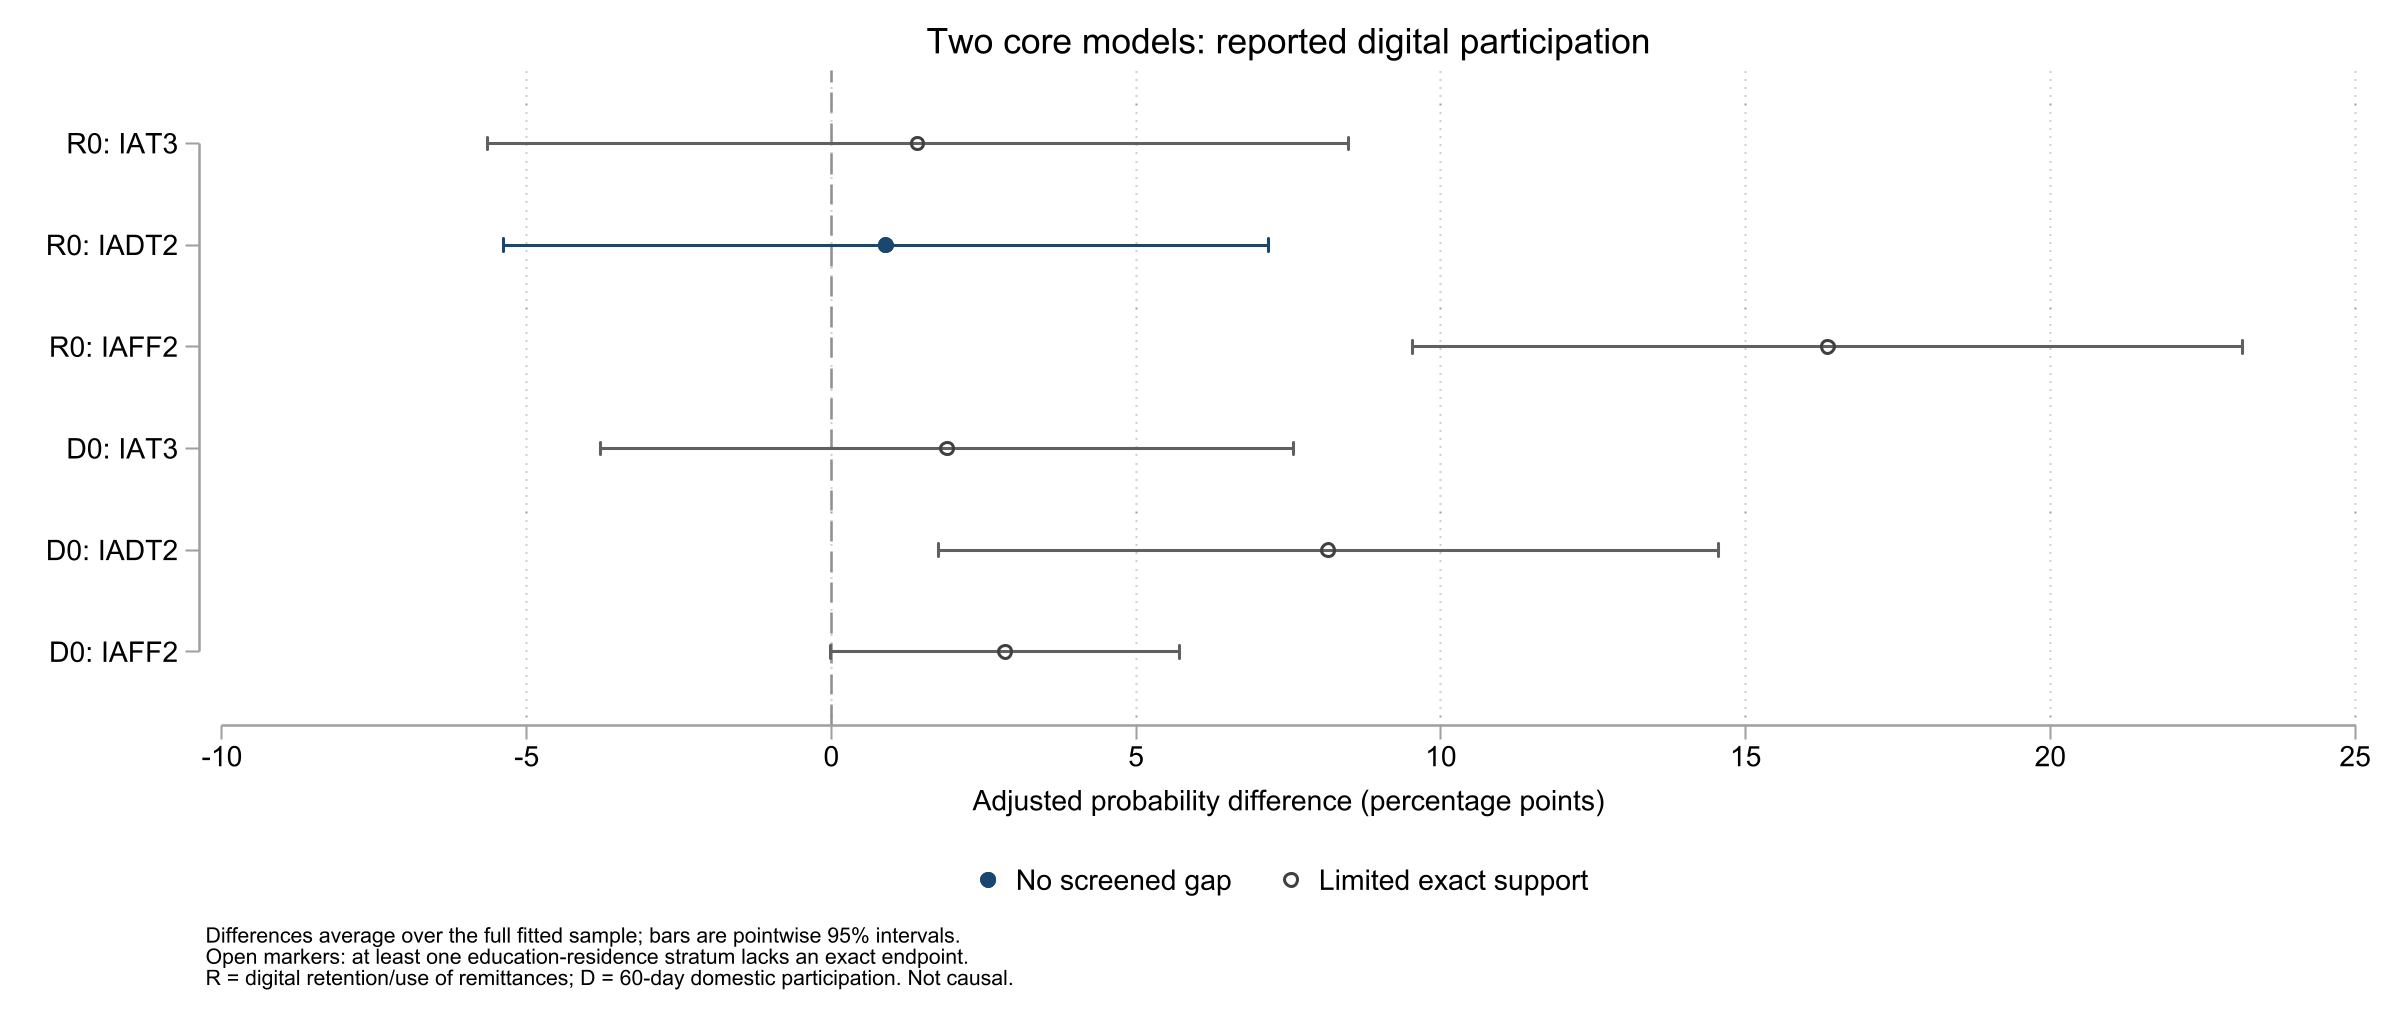 Two core models: reported digital participation
R0: IAT3
R0: IADT2
R0: IAFF2
D0: IAT3
D0: IADT2
D0: IAFF2
-10 -5 0 5 10 15 20 25
Adjusted probability difference (percentage points)
No screened gap Limited exact support
Differences average over the full fitted sample; bars are pointwise 95% intervals.
Open markers: at least one education-residence stratum lacks an exact endpoint.
R = digital retention/use of remittances; D = 60-day domestic participation. Not causal.